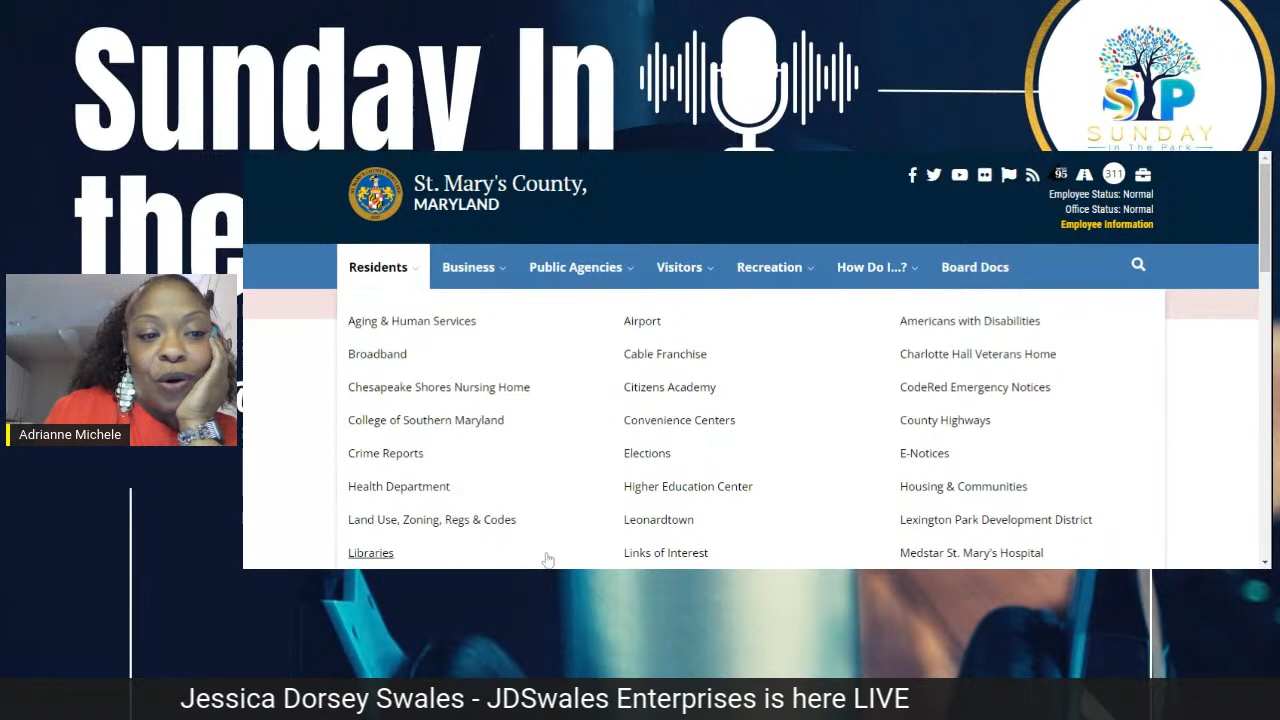 Sunday In
the
SP
SUNDAY
In The Park
St. Mary's County,
MARYLAND
95
311
Employee Status: Normal
Office Status: Normal
Employee Information
Residents
Business
Public Agencies
Visitors
Recreation
How Do I...?
Board Docs
Aging & Human Services
Airport
Americans with Disabilities
Broadband
Cable Franchise
Charlotte Hall Veterans Home
Chesapeake Shores Nursing Home
Citizens Academy
CodeRed Emergency Notices
College of Southern Maryland
Convenience Centers
County Highways
Crime Reports
Elections
E-Notices
Health Department
Higher Education Center
Housing & Communities
Land Use, Zoning, Regs & Codes
Leonardtown
Lexington Park Development District
Libraries
Links of Interest
Medstar St. Mary's Hospital
Adrianne Michele
Jessica Dorsey Swales - JDSwales Enterprises is here LIVE